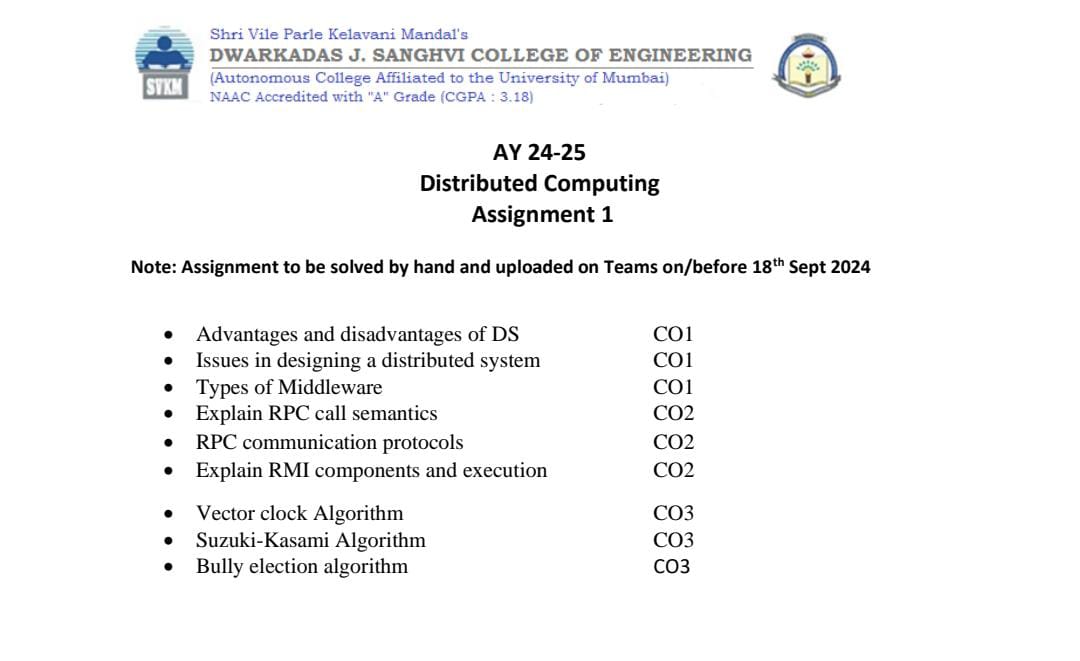 SVKM
Shri Vile Parle Kelavani Mandal's
DWARKADAS J. SANGHVI COLLEGE OF ENGINEERING
(Autonomous College Affiliated to the University of Mumbai)
NAAC Accredited with "A" Grade (CGPA : 3.18)
AY 24-25
Distributed Computing
Assignment 1
Note: Assignment to be solved by hand and uploaded on Teams on/before 18th Sept 2024
• Advantages and disadvantages of DS CO1
• Issues in designing a distributed system CO1
• Types of Middleware CO1
• Explain RPC call semantics CO2
• RPC communication protocols CO2
• Explain RMI components and execution CO2
• Vector clock Algorithm CO3
• Suzuki-Kasami Algorithm CO3
• Bully election algorithm CO3